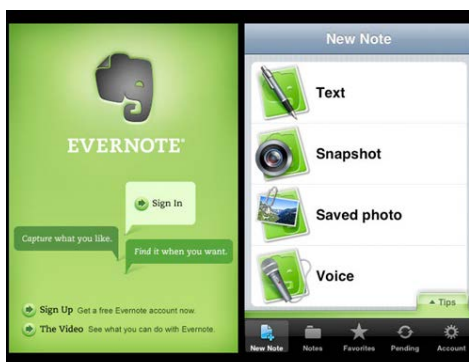 EVERNOTE®
Sign In
Capture what you like.
Find it when you want.
Sign Up Get a free Evernote account now.
The Video See what you can do with Evernote.
New Note
Text
Snapshot
Saved photo
Voice
Tips
New Note Notes Favorites Pending Account